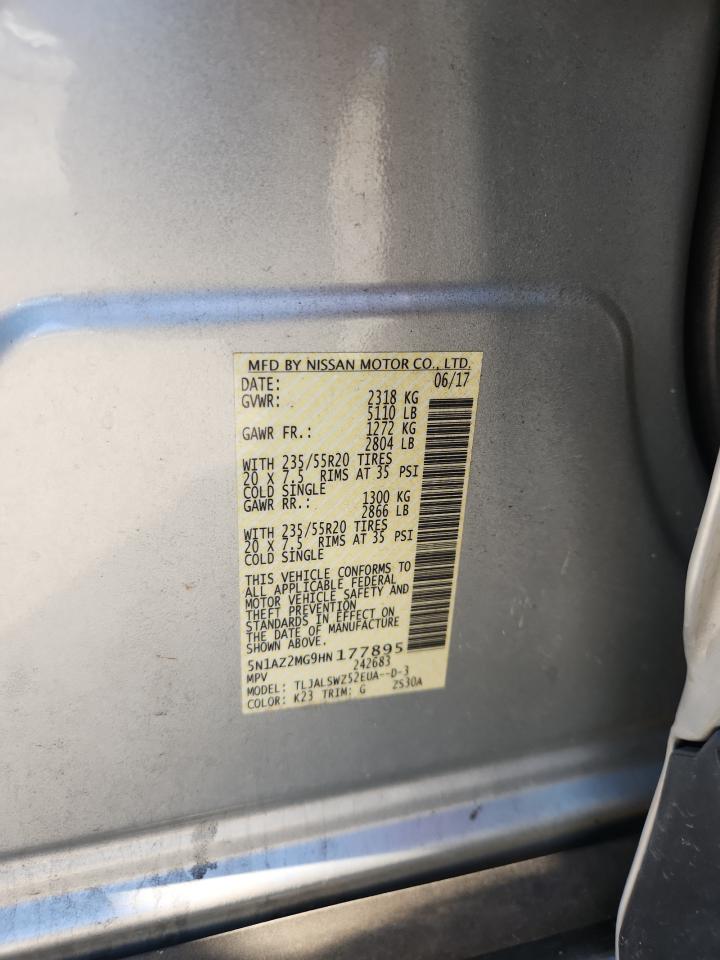 MFD BY NISSAN MOTOR CO., LTD.
DATE: 06/17
GVWR: 2318 KG
5110 LB
GAWR FR.: 1272 KG
2804 LB
WITH 235/55R20 TIRES
20 X 7.5 RIMS AT 35 PSI
COLD SINGLE
GAWR RR.: 1300 KG
2866 LB
WITH 235/55R20 TIRES
20 X 7.5 RIMS AT 35 PSI
COLD SINGLE
THIS VEHICLE CONFORMS TO
ALL APPLICABLE FEDERAL
MOTOR VEHICLE SAFETY AND
THEFT PREVENTION
STANDARDS IN EFFECT ON
THE DATE OF MANUFACTURE
SHOWN ABOVE.
5N1AZ2MG9HN 177895
MPV 242683
MODEL: TLJALSWZ52EUA--D-3
COLOR: K23 TRIM: G ZS30A